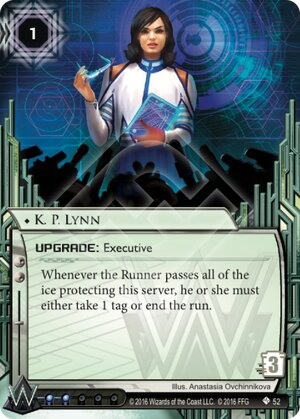 1
K. P. Lynn
UPGRADE: Executive
Whenever the Runner passes all of the
ice protecting this server, he or she must
either take 1 tag or end the run.
3
Illus. Anastasia Ovchinnikova
© 2016 Wizards of the Coast LLC. © 2016 FFG 52